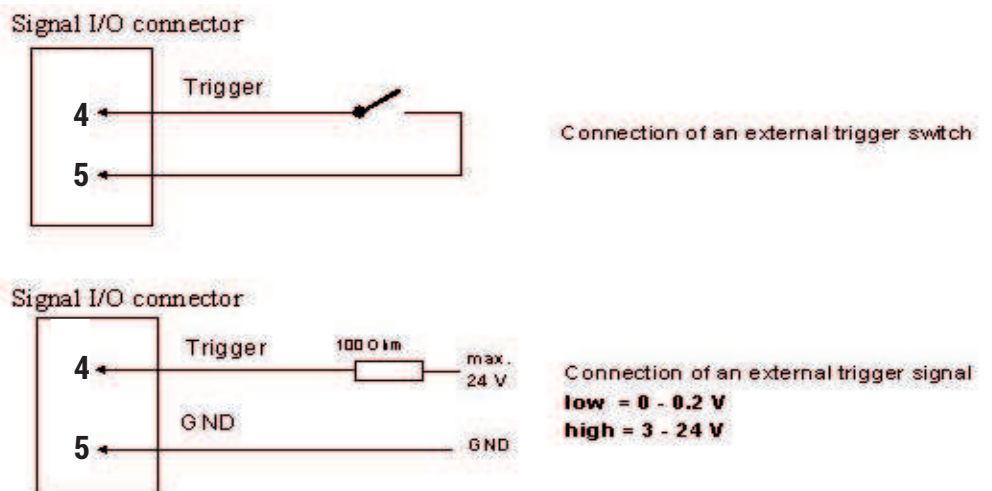 Signal I/O connector
Trigger
4
5
Connection of an external trigger switch
Signal I/O connector
Trigger
100 Ohm
max.
24 V
4
GND
5
GND
Connection of an external trigger signal
low = 0 - 0.2 V
high = 3 - 24 V